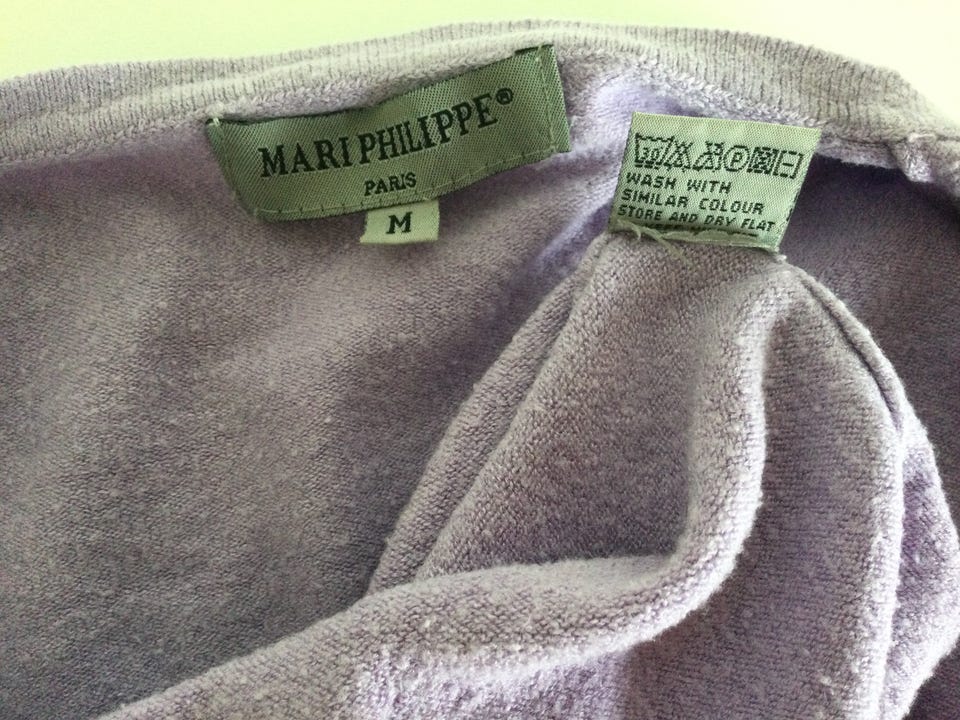 MARI PHILIPPE®
PARIS
M
WASH WITH
SIMILAR COLOUR
STORE AND DRY FLAT